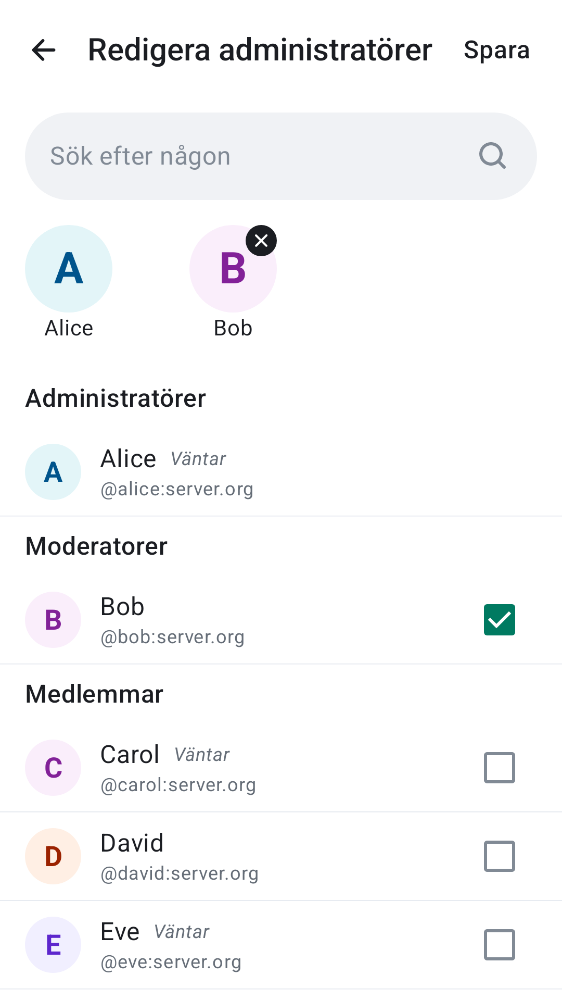 Redigera administratörer Spara
Sök efter någon
A B
Alice Bob
Administratörer
A Alice Väntar
@alice:server.org
Moderatorer
B Bob
@bob:server.org
Medlemmar
C Carol Väntar
@carol:server.org
D David
@david:server.org
E Eve Väntar
@eve:server.org